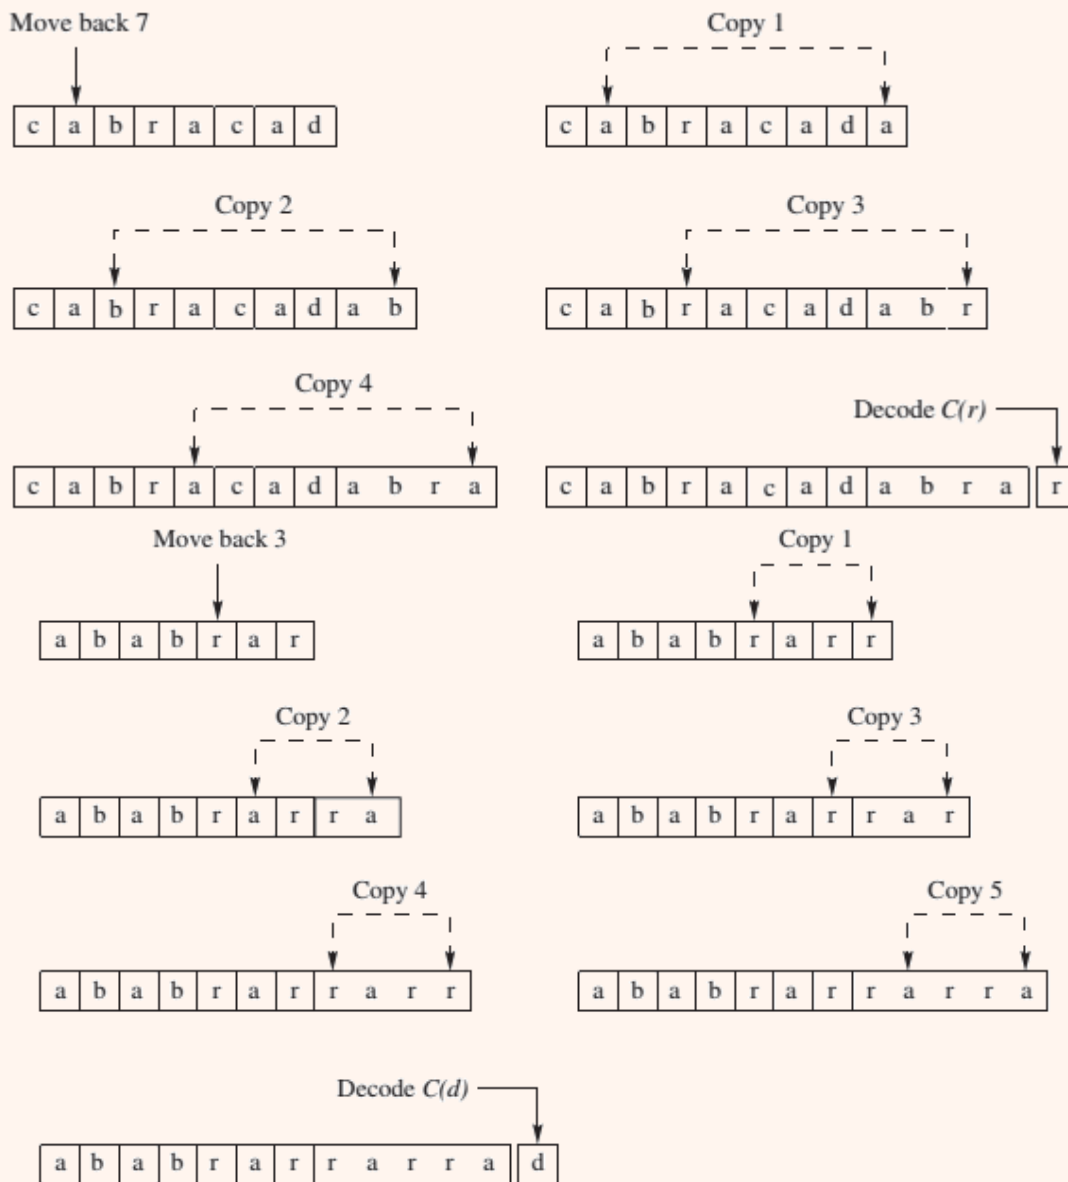 Move back 7
Copy 1
c a b r a c a d
c a b r a c a d a
Copy 2
Copy 3
c a b r a c a d a b
c a b r a c a d a b r
Copy 4
Decode C(r)
c a b r a c a d a b r a
c a b r a c a d a b r a r
Move back 3
Copy 1
a b a b r a r
a b a b r a r r
Copy 2
Copy 3
a b a b r a r r a
a b a b r a r r a r
Copy 4
Copy 5
a b a b r a r r a r r
a b a b r a r r a r r a
Decode C(d)
a b a b r a r r a r r a d